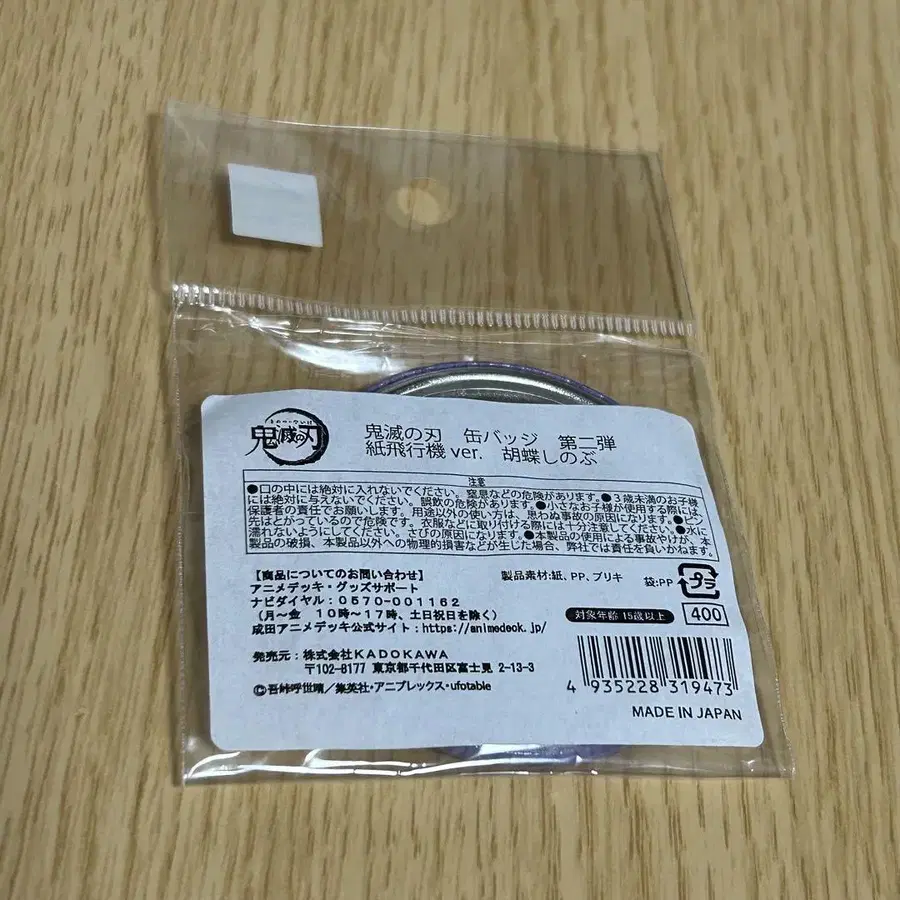 鬼滅の刃
鬼滅の刃　缶バッジ　第二弾
紙飛行機 ver.　胡蝶しのぶ
注意
●口の中には絶対に入れないでください。窒息などの危険があります。●３歳未満のお子様
には絶対に与えないでください。誤飲の危険があります。●小さなお子様が使用する際には
保護者の責任でお願いします。用途以外の使い方は、思わぬ事故の原因になります。●ピン
先はとがっているので危険です。衣服などに取り付ける際には十分注意してください。●水に
濡れないようにしてください。さびの原因になります。●本製品の使用による事故やけが、本
製品の破損、本製品以外への物理的損害などが生じた場合、弊社では責任を負いかねます。
【商品についてのお問い合わせ】
アニメデッキ・グッズサポート
ナビダイヤル：0570-001162
（月～金　10時～17時、土日祝日を除く）
成田アニメデッキ公式サイト：https://animedeck.jp/
製品素材:紙、PP、ブリキ　袋:PP
プラ
対象年齢 15歳以上
400
発売元：株式会社KADOKAWA
〒102-8177 東京都千代田区富士見 2-13-3
©吾峠呼世晴／集英社・アニプレックス・ufotable
4 935228 319473
MADE IN JAPAN